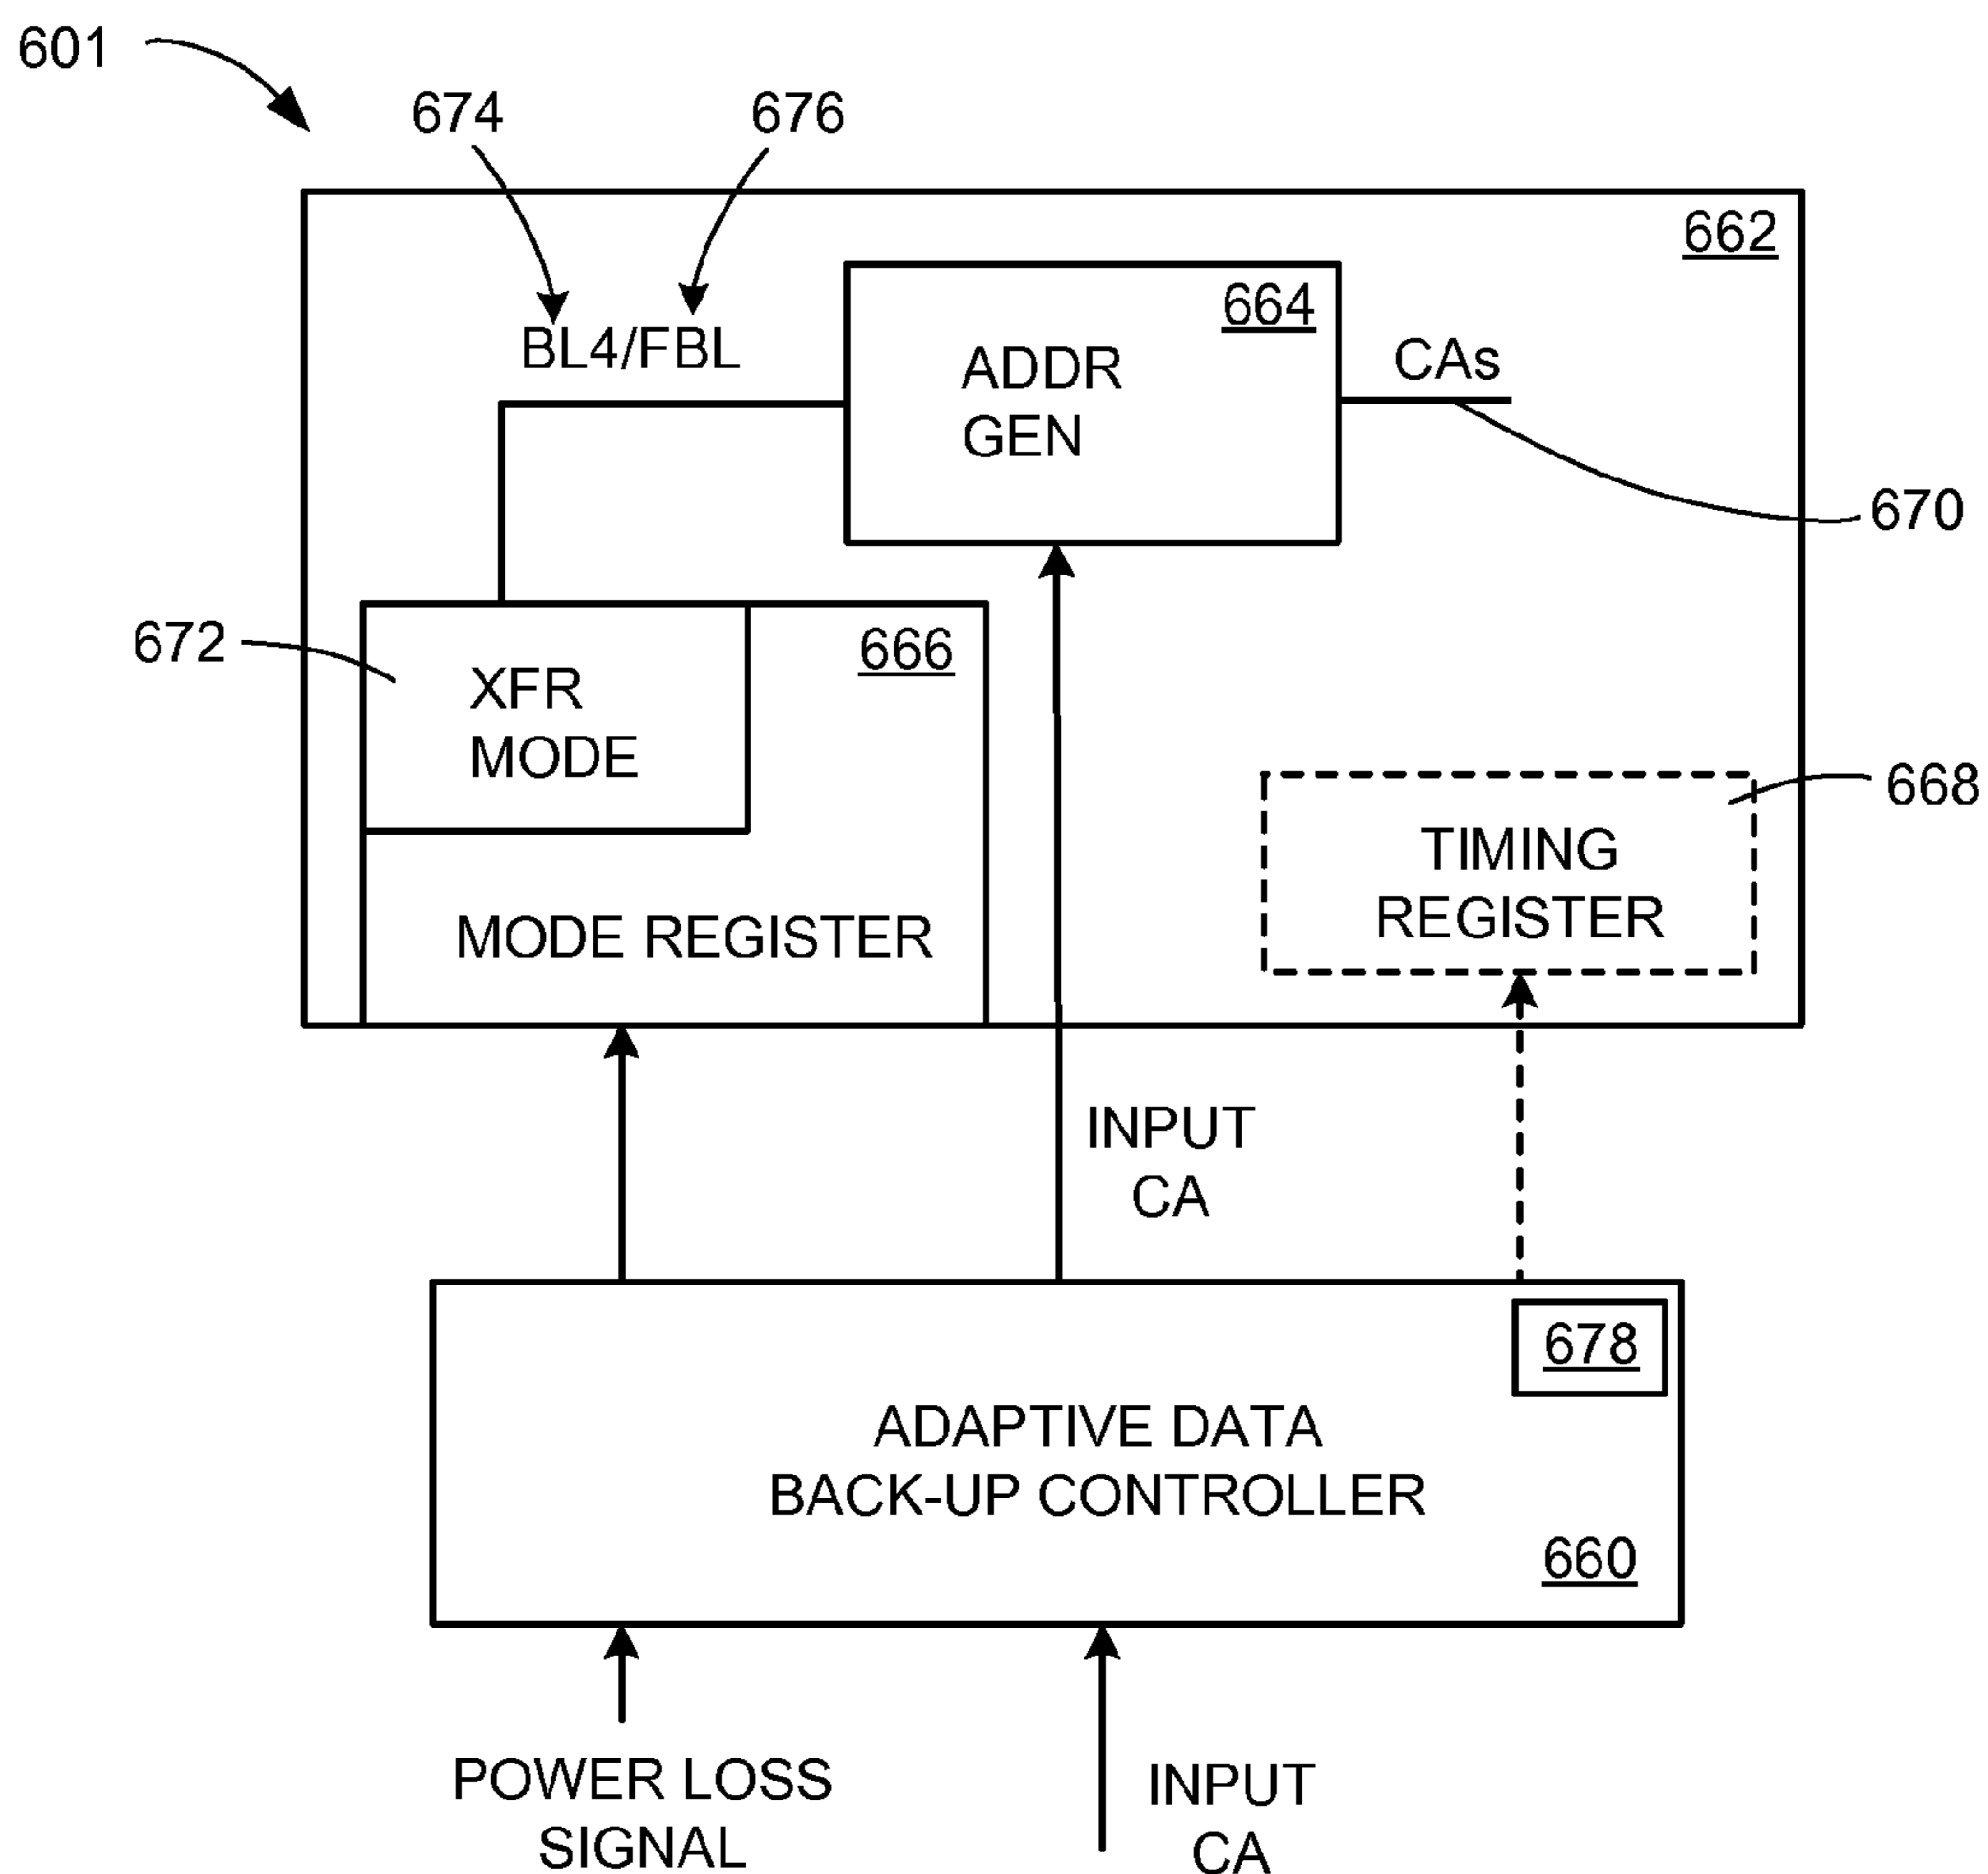 601
674
676
662
BL4/FBL
664
ADDR
GEN
CAs
670
672
XFR
MODE
666
MODE REGISTER
668
TIMING
REGISTER
INPUT
CA
678
ADAPTIVE DATA
BACK-UP CONTROLLER
660
POWER LOSS
SIGNAL
INPUT
CA